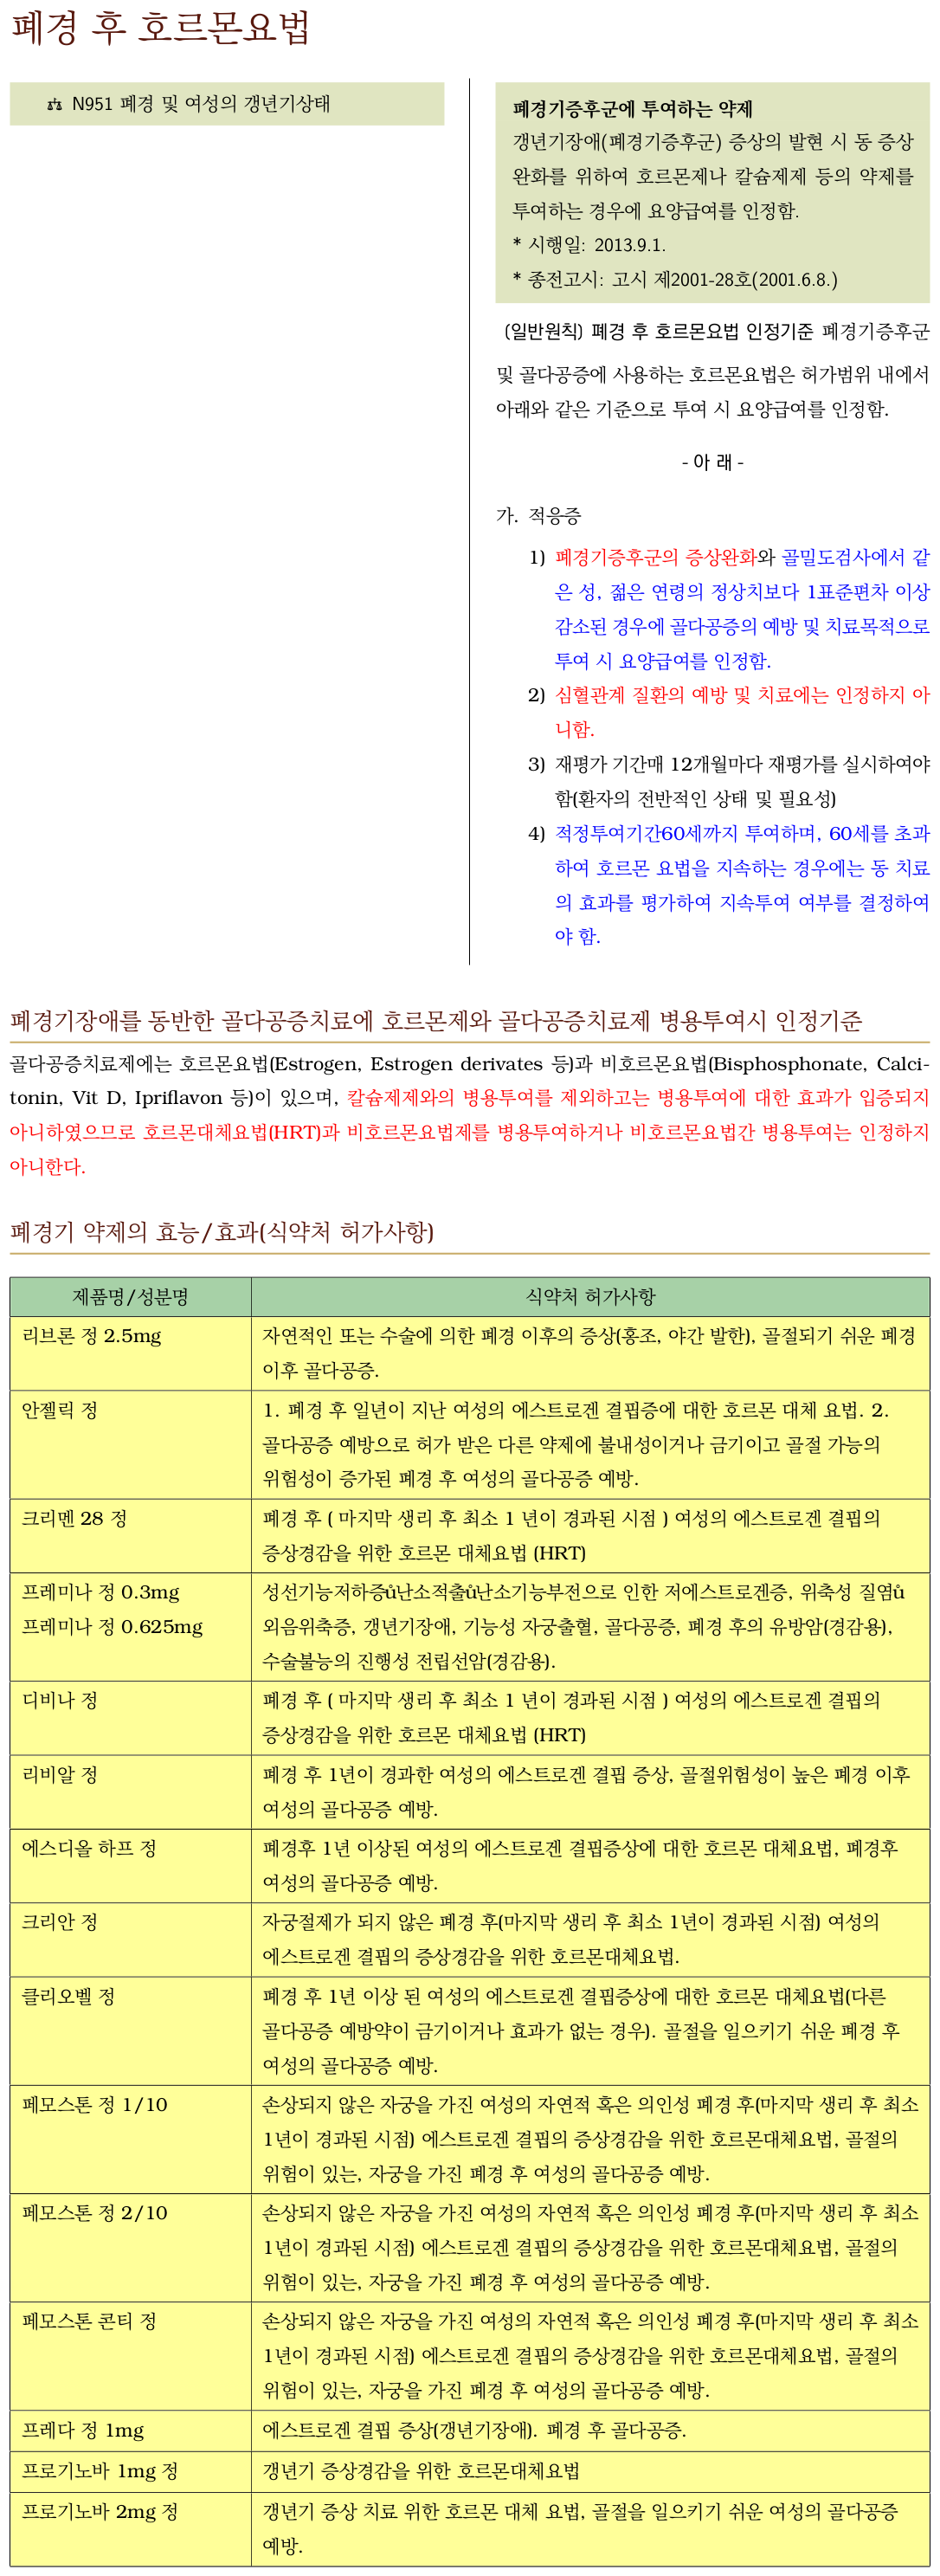 폐경 후 호르몬요법
N951 폐경 및 여성의 갱년기상태
폐경기증후군에 투여하는 약제
갱년기장애(폐경기증후군) 증상의 발현 시 동 증상
완화를 위하여 호르몬제나 칼슘제제 등의 약제를
투여하는 경우에 요양급여를 인정함.
* 시행일: 2013.9.1.
* 종전고시: 고시 제2001-28호(2001.6.8.)
(일반원칙) 폐경 후 호르몬요법 인정기준 폐경기증후군
및 골다공증에 사용하는 호르몬요법은 허가범위 내에서
아래와 같은 기준으로 투여 시 요양급여를 인정함.
- 아 래 -
가. 적응증
1) 폐경기증후군의 증상완화와 골밀도검사에서 같
은 성, 젊은 연령의 정상치보다 1표준편차 이상
감소된 경우에 골다공증의 예방 및 치료목적으로
투여 시 요양급여를 인정함.
2) 심혈관계 질환의 예방 및 치료에는 인정하지 아
니함.
3) 재평가 기간매 12개월마다 재평가를 실시하여야
함(환자의 전반적인 상태 및 필요성)
4) 적정투여기간60세까지 투여하며, 60세를 초과
하여 호르몬 요법을 지속하는 경우에는 동 치료
의 효과를 평가하여 지속투여 여부를 결정하여
야 함.
폐경기장애를 동반한 골다공증치료에 호르몬제와 골다공증치료제 병용투여시 인정기준
골다공증치료제에는 호르몬요법(Estrogen, Estrogen derivates 등)과 비호르몬요법(Bisphosphonate, Calci-
tonin, Vit D, Ipriflavon 등)이 있으며, 칼슘제제와의 병용투여를 제외하고는 병용투여에 대한 효과가 입증되지
아니하였으므로 호르몬대체요법(HRT)과 비호르몬요법제를 병용투여하거나 비호르몬요법간 병용투여는 인정하지
아니한다.
폐경기 약제의 효능/효과(식약처 허가사항)
제품명/성분명 식약처 허가사항
리브론 정 2.5mg 자연적인 또는 수술에 의한 폐경 이후의 증상(홍조, 야간 발한), 골절되기 쉬운 폐경
이후 골다공증.
안젤릭 정 1. 폐경 후 일년이 지난 여성의 에스트로겐 결핍증에 대한 호르몬 대체 요법. 2.
골다공증 예방으로 허가 받은 다른 약제에 불내성이거나 금기이고 골절 가능의
위험성이 증가된 폐경 후 여성의 골다공증 예방.
크리멘 28 정 폐경 후 ( 마지막 생리 후 최소 1 년이 경과된 시점 ) 여성의 에스트로겐 결핍의
증상경감을 위한 호르몬 대체요법 (HRT)
프레미나 정 0.3mg 성선기능저하증ů난소적출ů난소기능부전으로 인한 저에스트로겐증, 위축성 질염ů
프레미나 정 0.625mg 외음위축증, 갱년기장애, 기능성 자궁출혈, 골다공증, 폐경 후의 유방암(경감용),
수술불능의 진행성 전립선암(경감용).
디비나 정 폐경 후 ( 마지막 생리 후 최소 1 년이 경과된 시점 ) 여성의 에스트로겐 결핍의
증상경감을 위한 호르몬 대체요법 (HRT)
리비알 정 폐경 후 1년이 경과한 여성의 에스트로겐 결핍 증상, 골절위험성이 높은 폐경 이후
여성의 골다공증 예방.
에스디올 하프 정 폐경후 1년 이상된 여성의 에스트로겐 결핍증상에 대한 호르몬 대체요법, 폐경후
여성의 골다공증 예방.
크리안 정 자궁절제가 되지 않은 폐경 후(마지막 생리 후 최소 1년이 경과된 시점) 여성의
에스트로겐 결핍의 증상경감을 위한 호르몬대체요법.
클리오벨 정 폐경 후 1년 이상 된 여성의 에스트로겐 결핍증상에 대한 호르몬 대체요법(다른
골다공증 예방약이 금기이거나 효과가 없는 경우). 골절을 일으키기 쉬운 폐경 후
여성의 골다공증 예방.
페모스톤 정 1/10 손상되지 않은 자궁을 가진 여성의 자연적 혹은 의인성 폐경 후(마지막 생리 후 최소
1년이 경과된 시점) 에스트로겐 결핍의 증상경감을 위한 호르몬대체요법, 골절의
위험이 있는, 자궁을 가진 폐경 후 여성의 골다공증 예방.
페모스톤 정 2/10 손상되지 않은 자궁을 가진 여성의 자연적 혹은 의인성 폐경 후(마지막 생리 후 최소
1년이 경과된 시점) 에스트로겐 결핍의 증상경감을 위한 호르몬대체요법, 골절의
위험이 있는, 자궁을 가진 폐경 후 여성의 골다공증 예방.
페모스톤 콘티 정 손상되지 않은 자궁을 가진 여성의 자연적 혹은 의인성 폐경 후(마지막 생리 후 최소
1년이 경과된 시점) 에스트로겐 결핍의 증상경감을 위한 호르몬대체요법, 골절의
위험이 있는, 자궁을 가진 폐경 후 여성의 골다공증 예방.
프레다 정 1mg 에스트로겐 결핍 증상(갱년기장애). 폐경 후 골다공증.
프로기노바 1mg 정 갱년기 증상경감을 위한 호르몬대체요법
프로기노바 2mg 정 갱년기 증상 치료 위한 호르몬 대체 요법, 골절을 일으키기 쉬운 여성의 골다공증
예방.